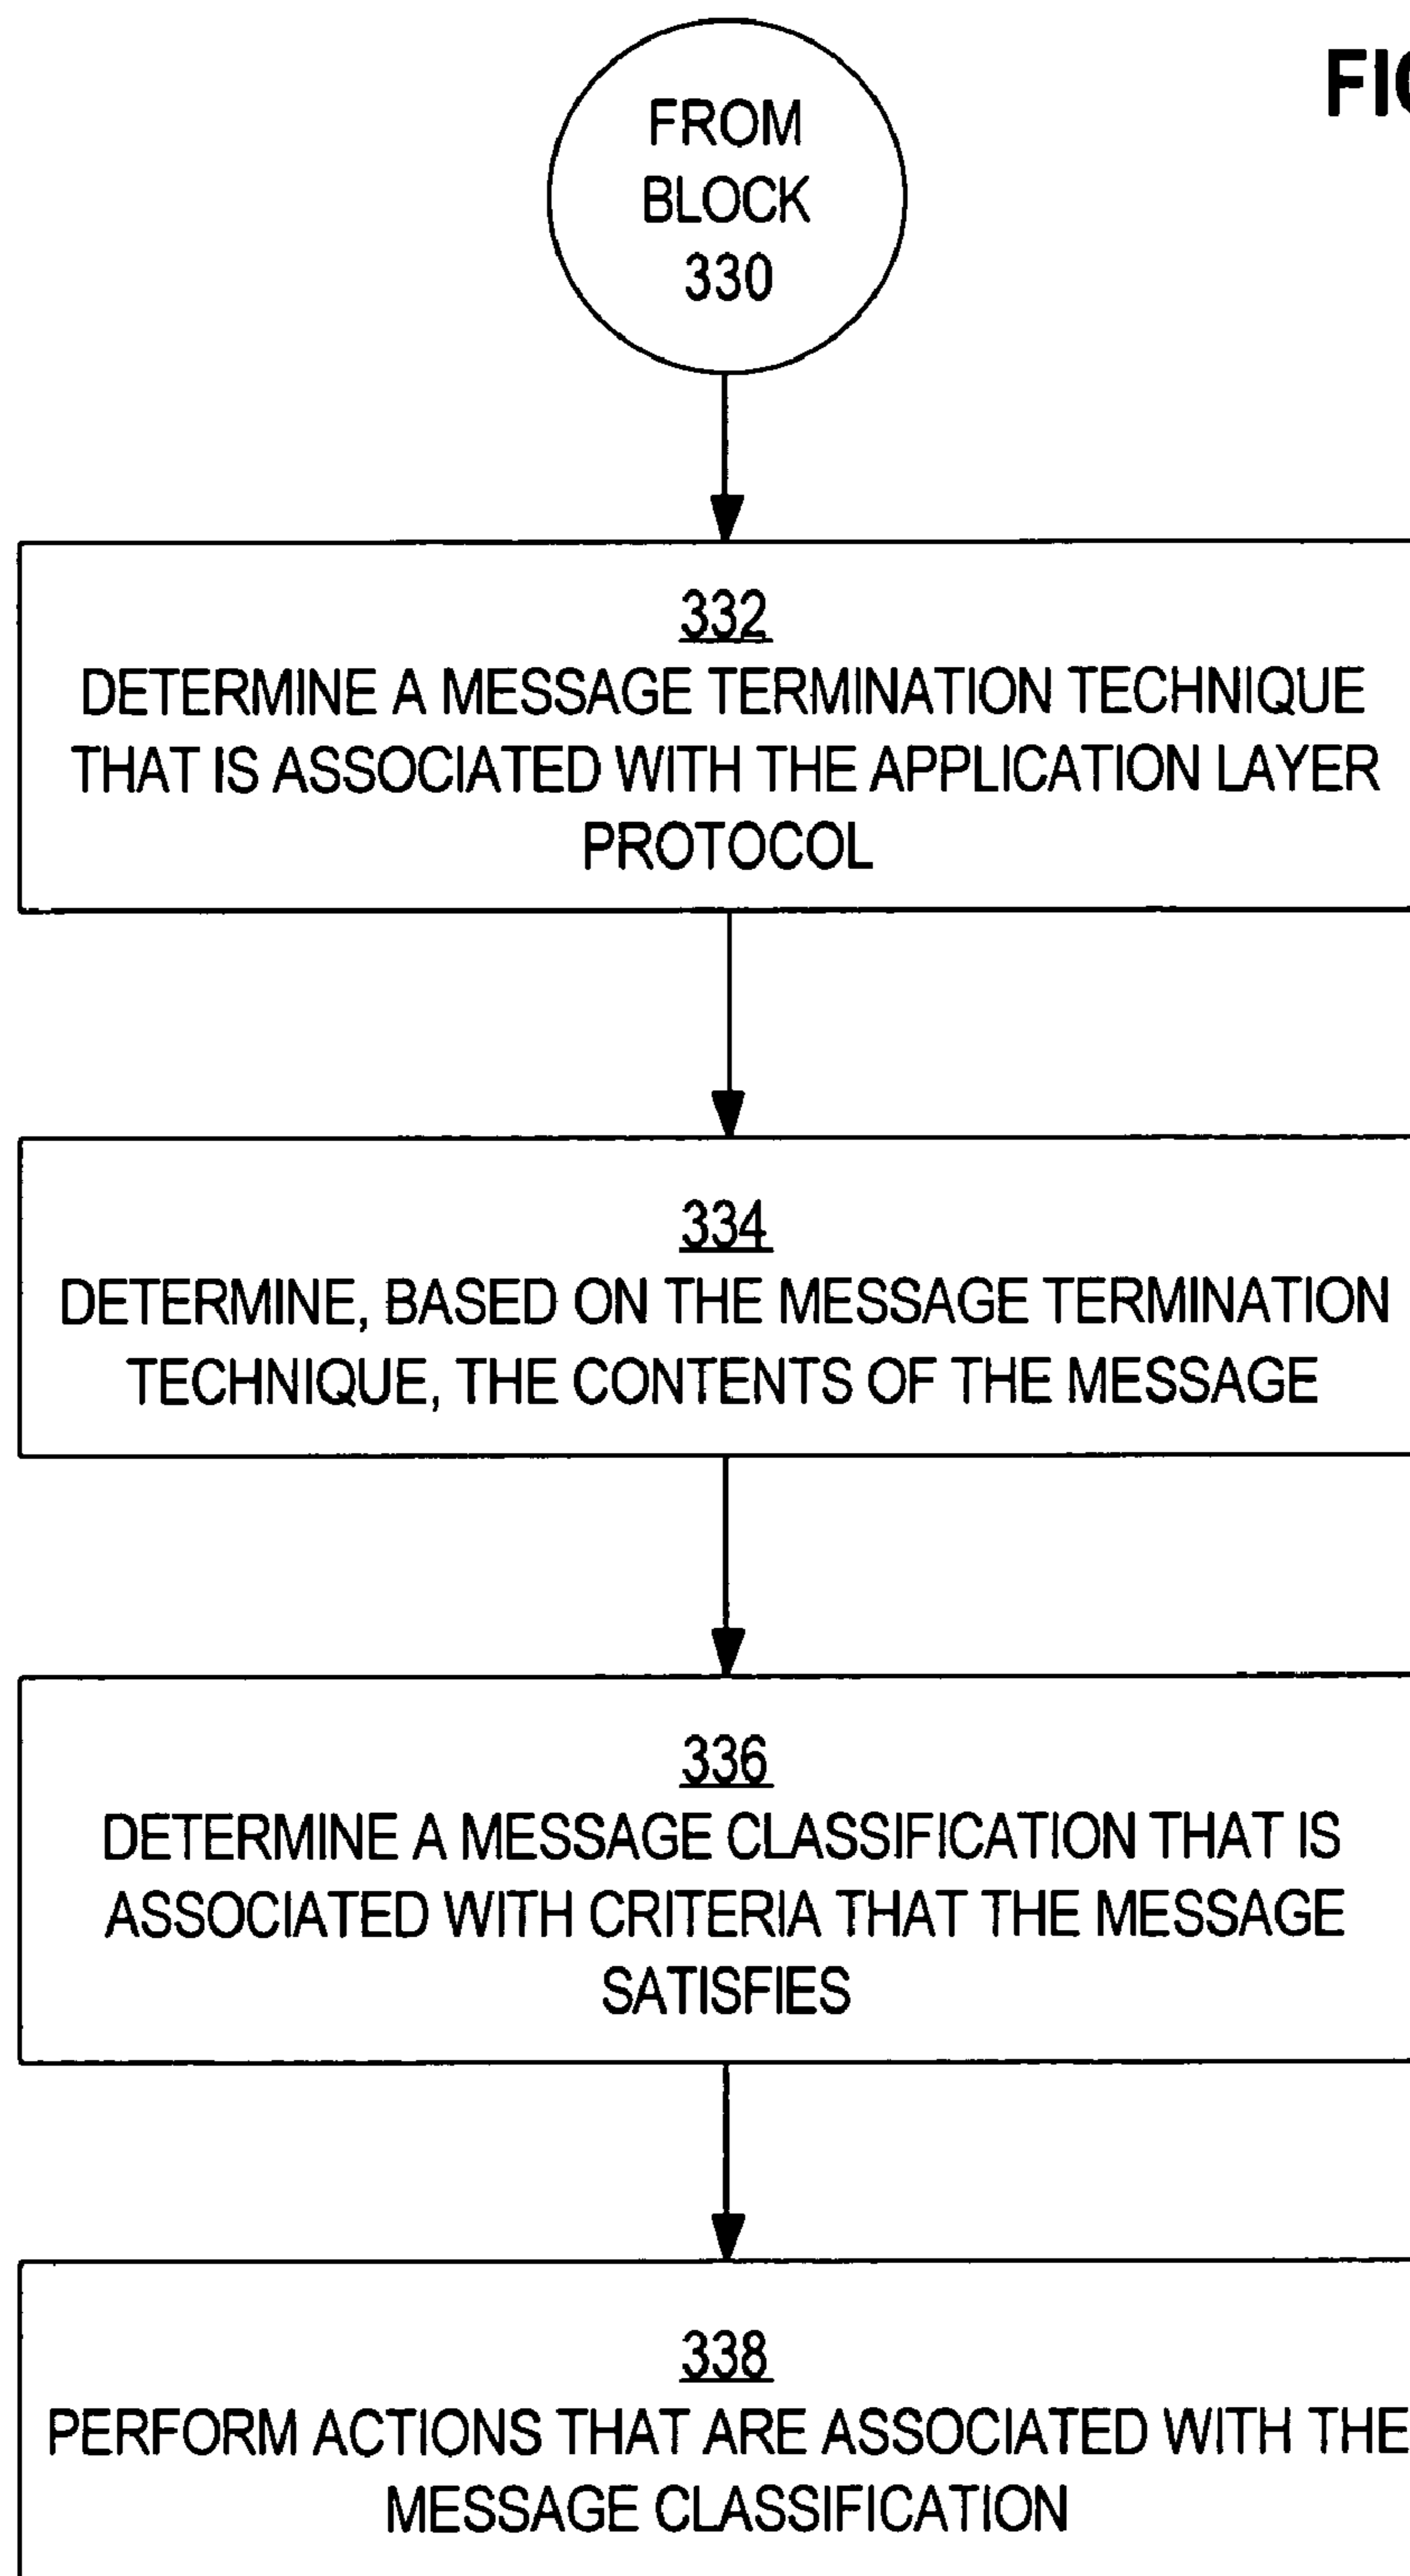 FROM
BLOCK
330
332
DETERMINE A MESSAGE TERMINATION TECHNIQUE
THAT IS ASSOCIATED WITH THE APPLICATION LAYER
PROTOCOL
334
DETERMINE, BASED ON THE MESSAGE TERMINATION
TECHNIQUE, THE CONTENTS OF THE MESSAGE
336
DETERMINE A MESSAGE CLASSIFICATION THAT IS
ASSOCIATED WITH CRITERIA THAT THE MESSAGE
SATISFIES
338
PERFORM ACTIONS THAT ARE ASSOCIATED WITH THE
MESSAGE CLASSIFICATION